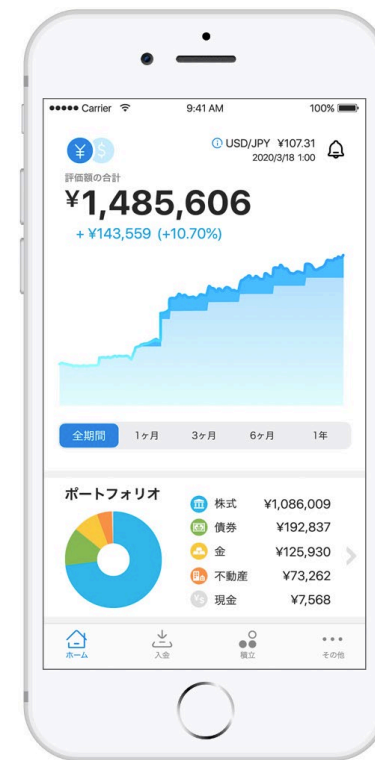 Carrier 9:41 AM 100%
¥ $ USD/JPY ¥107.31
2020/3/18 1:00
評価額の合計
¥1,485,606
+ ¥143,559 (+10.70%)
全期間 1ヶ月 3ヶ月 6ヶ月 1年
ポートフォリオ
株式 ¥1,086,009
債券 ¥192,837
金 ¥125,930
不動産 ¥73,262
現金 ¥7,568
ホーム 入金 積立 その他